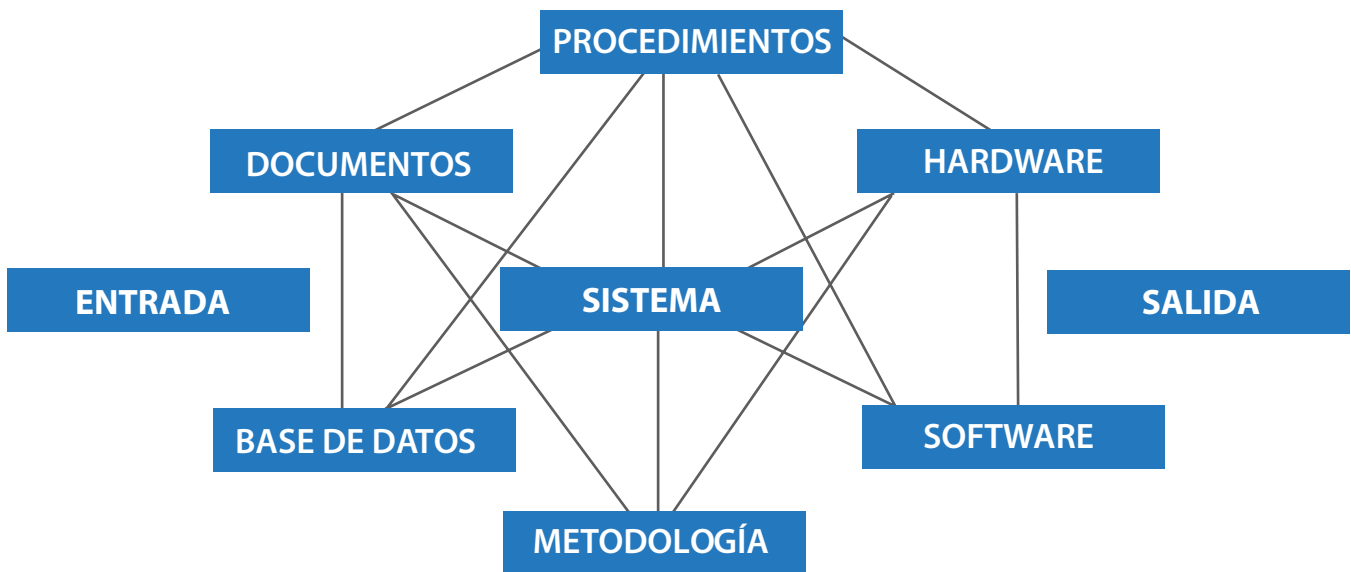 PROCEDIMIENTOS
DOCUMENTOS
HARDWARE
ENTRADA
SISTEMA
SALIDA
BASE DE DATOS
SOFTWARE
METODOLOGÍA